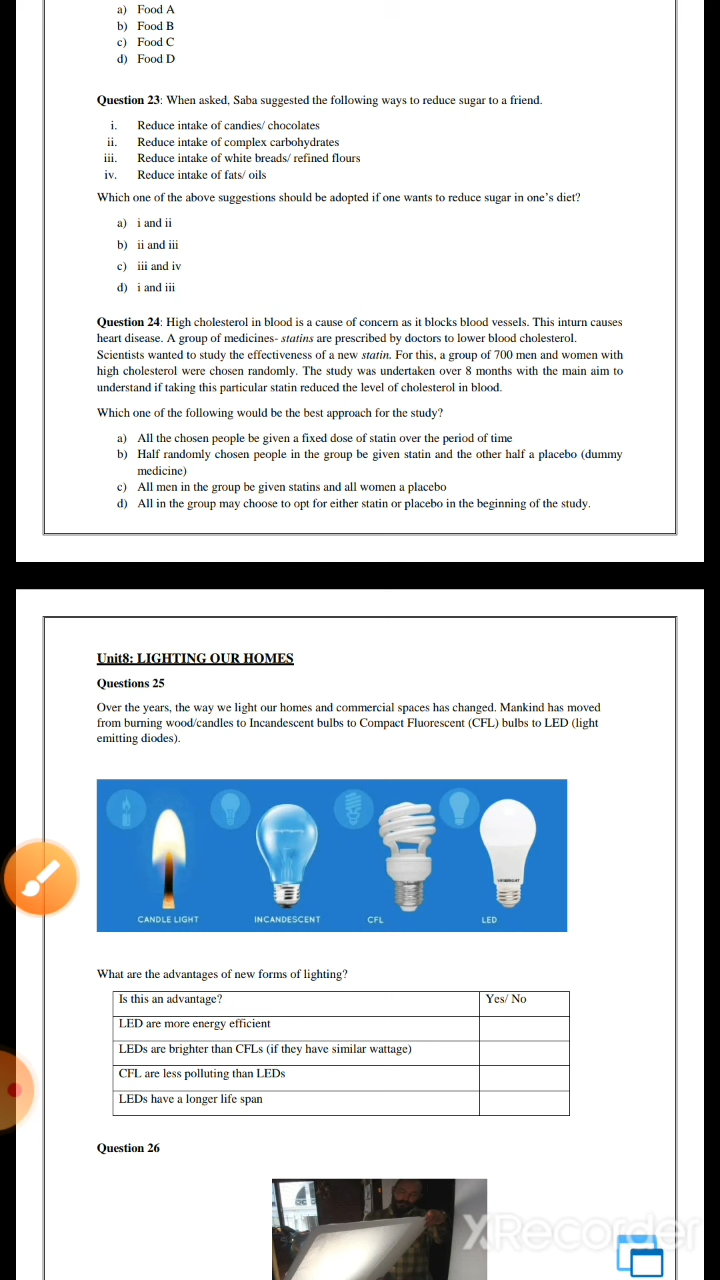 a) Food A
b) Food B
c) Food C
d) Food D
Question 23: When asked, Saba suggested the following ways to reduce sugar to a friend.
i. Reduce intake of candies/ chocolates
ii. Reduce intake of complex carbohydrates
iii. Reduce intake of white breads/ refined flours
iv. Reduce intake of fats/ oils
Which one of the above suggestions should be adopted if one wants to reduce sugar in one's diet?
a) i and ii
b) ii and iii
c) iii and iv
d) i and iii
Question 24: High cholesterol in blood is a cause of concern as it blocks blood vessels. This inturn causes
heart disease. A group of medicines- statins are prescribed by doctors to lower blood cholesterol.
Scientists wanted to study the effectiveness of a new statin. For this, a group of 700 men and women with
high cholesterol were chosen randomly. The study was undertaken over 8 months with the main aim to
understand if taking this particular statin reduced the level of cholesterol in blood.
Which one of the following would be the best approach for the study?
a) All the chosen people be given a fixed dose of statin over the period of time
b) Half randomly chosen people in the group be given statin and the other half a placebo (dummy
medicine)
c) All men in the group be given statins and all women a placebo
d) All in the group may choose to opt for either statin or placebo in the beginning of the study.
Unit8: LIGHTING OUR HOMES
Questions 25
Over the years, the way we light our homes and commercial spaces has changed. Mankind has moved
from burning wood/candles to Incandescent bulbs to Compact Fluorescent (CFL) bulbs to LED (light
emitting diodes).
CANDLE LIGHT INCANDESCENT CFL LED
What are the advantages of new forms of lighting?
Is this an advantage? Yes/ No
LED are more energy efficient
LEDs are brighter than CFLs (if they have similar wattage)
CFL are less polluting than LEDs
LEDs have a longer life span
Question 26
XRecorder